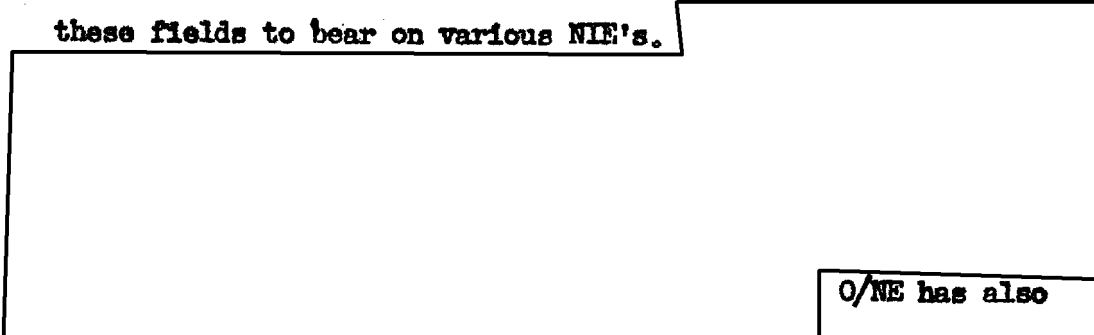 these fields to bear on various NIE's.
O/NE has also